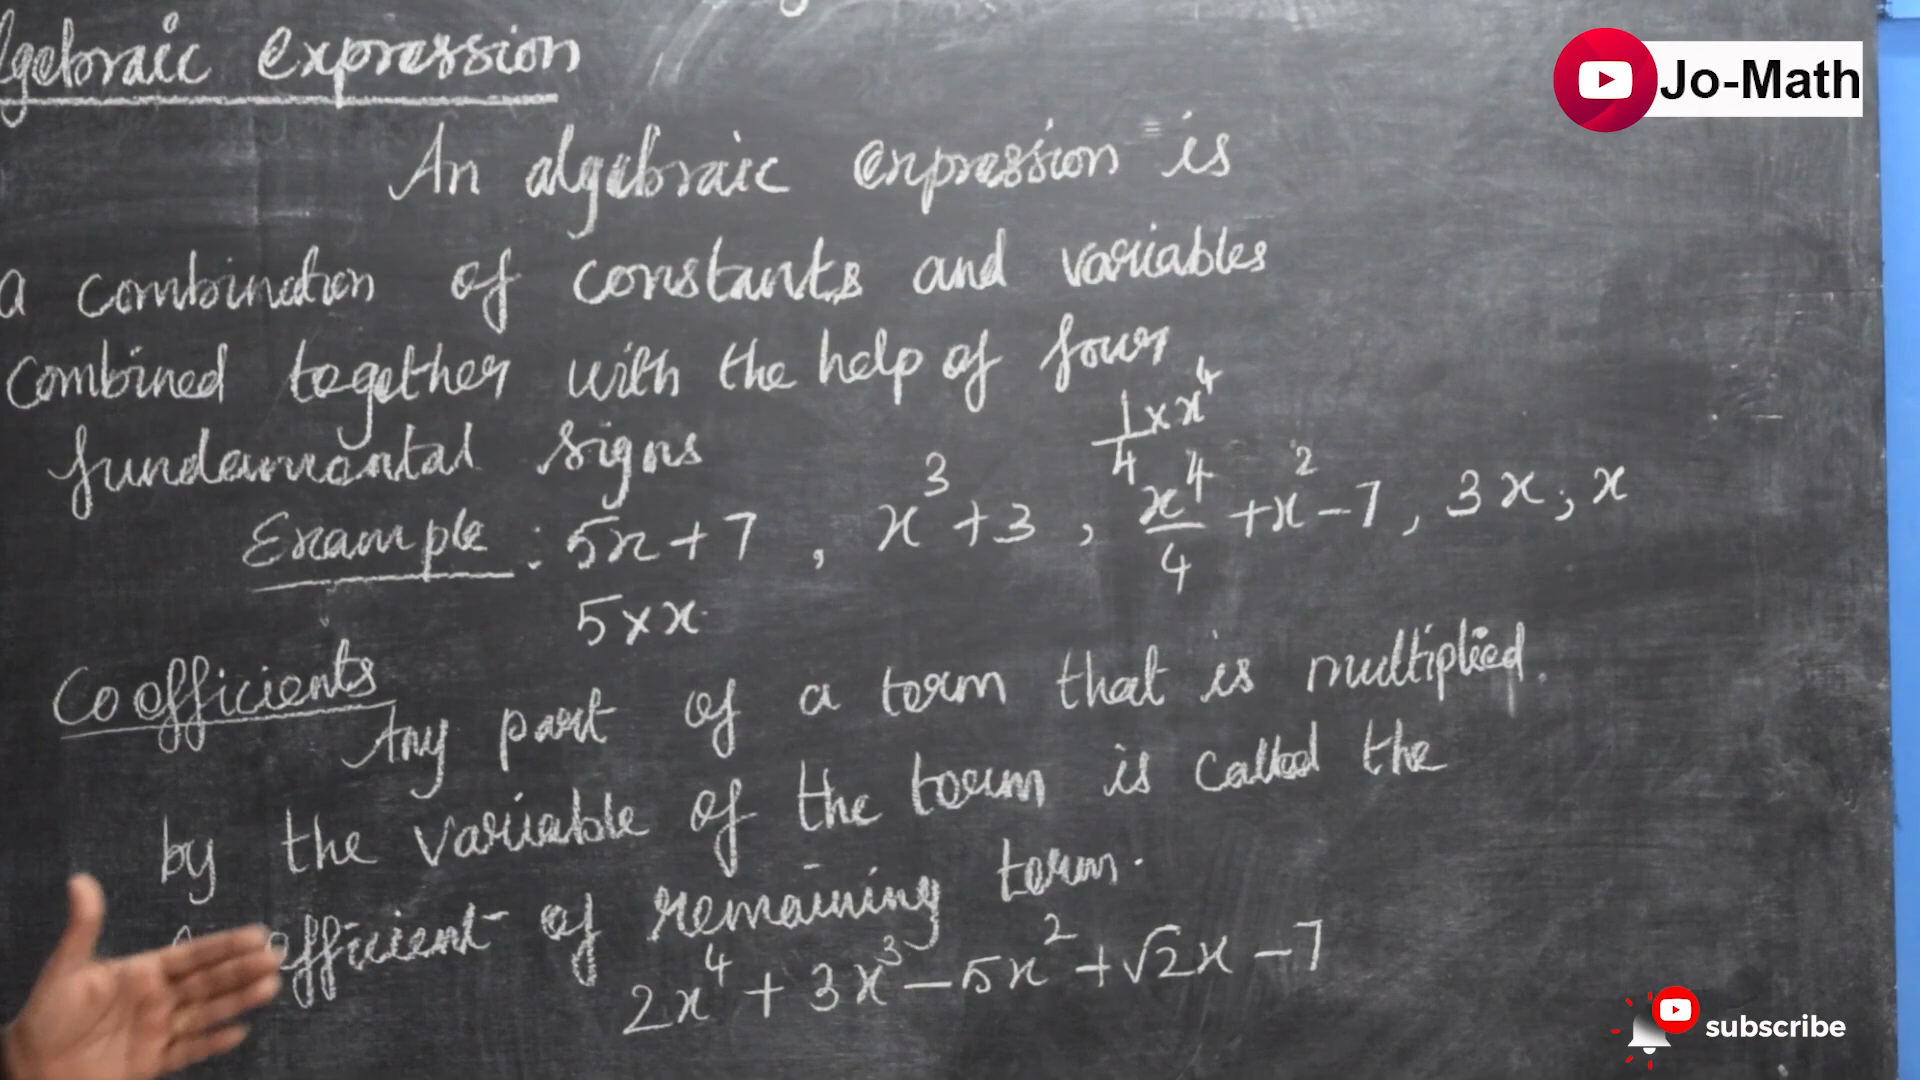 lgebraic expression
Jo-Math
An algebraic expression is
a combination of constants and variables
combined together with the help of four
fundamental signs
1/4 × x⁴
Example : 5x+7 , x³+3 , x⁴/4 +x²-7 , 3x ; x
5×x
Coefficients
Any part of a term that is multiplied.
by the variable of the term is called the
efficient of remaining term.
2x⁴ + 3x³ - 5x² + √2x - 7
subscribe